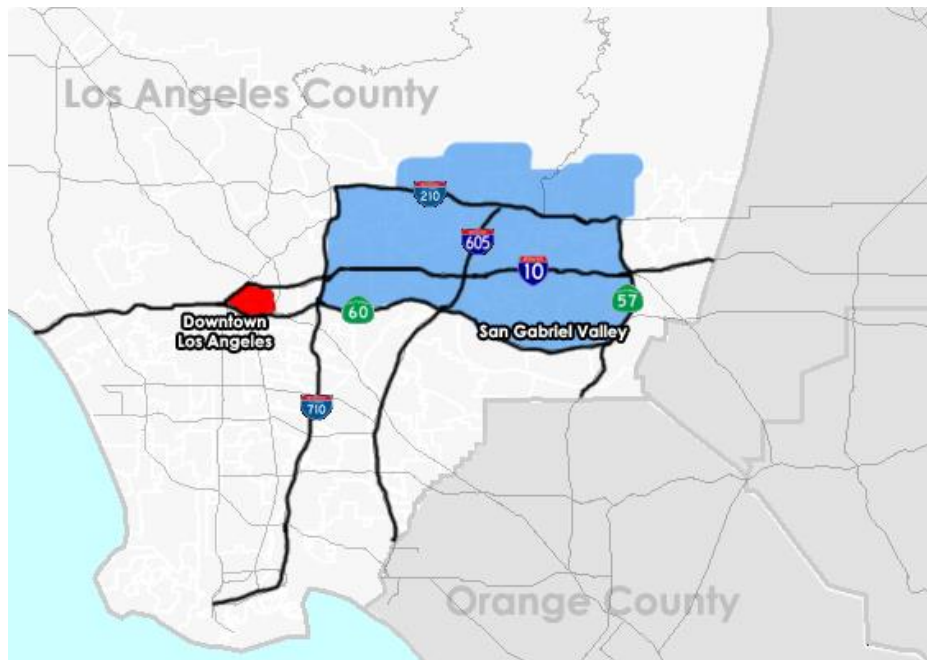 Los Angeles County
210
605
10
57
60
San Gabriel Valley
Downtown
Los Angeles
710
Orange County